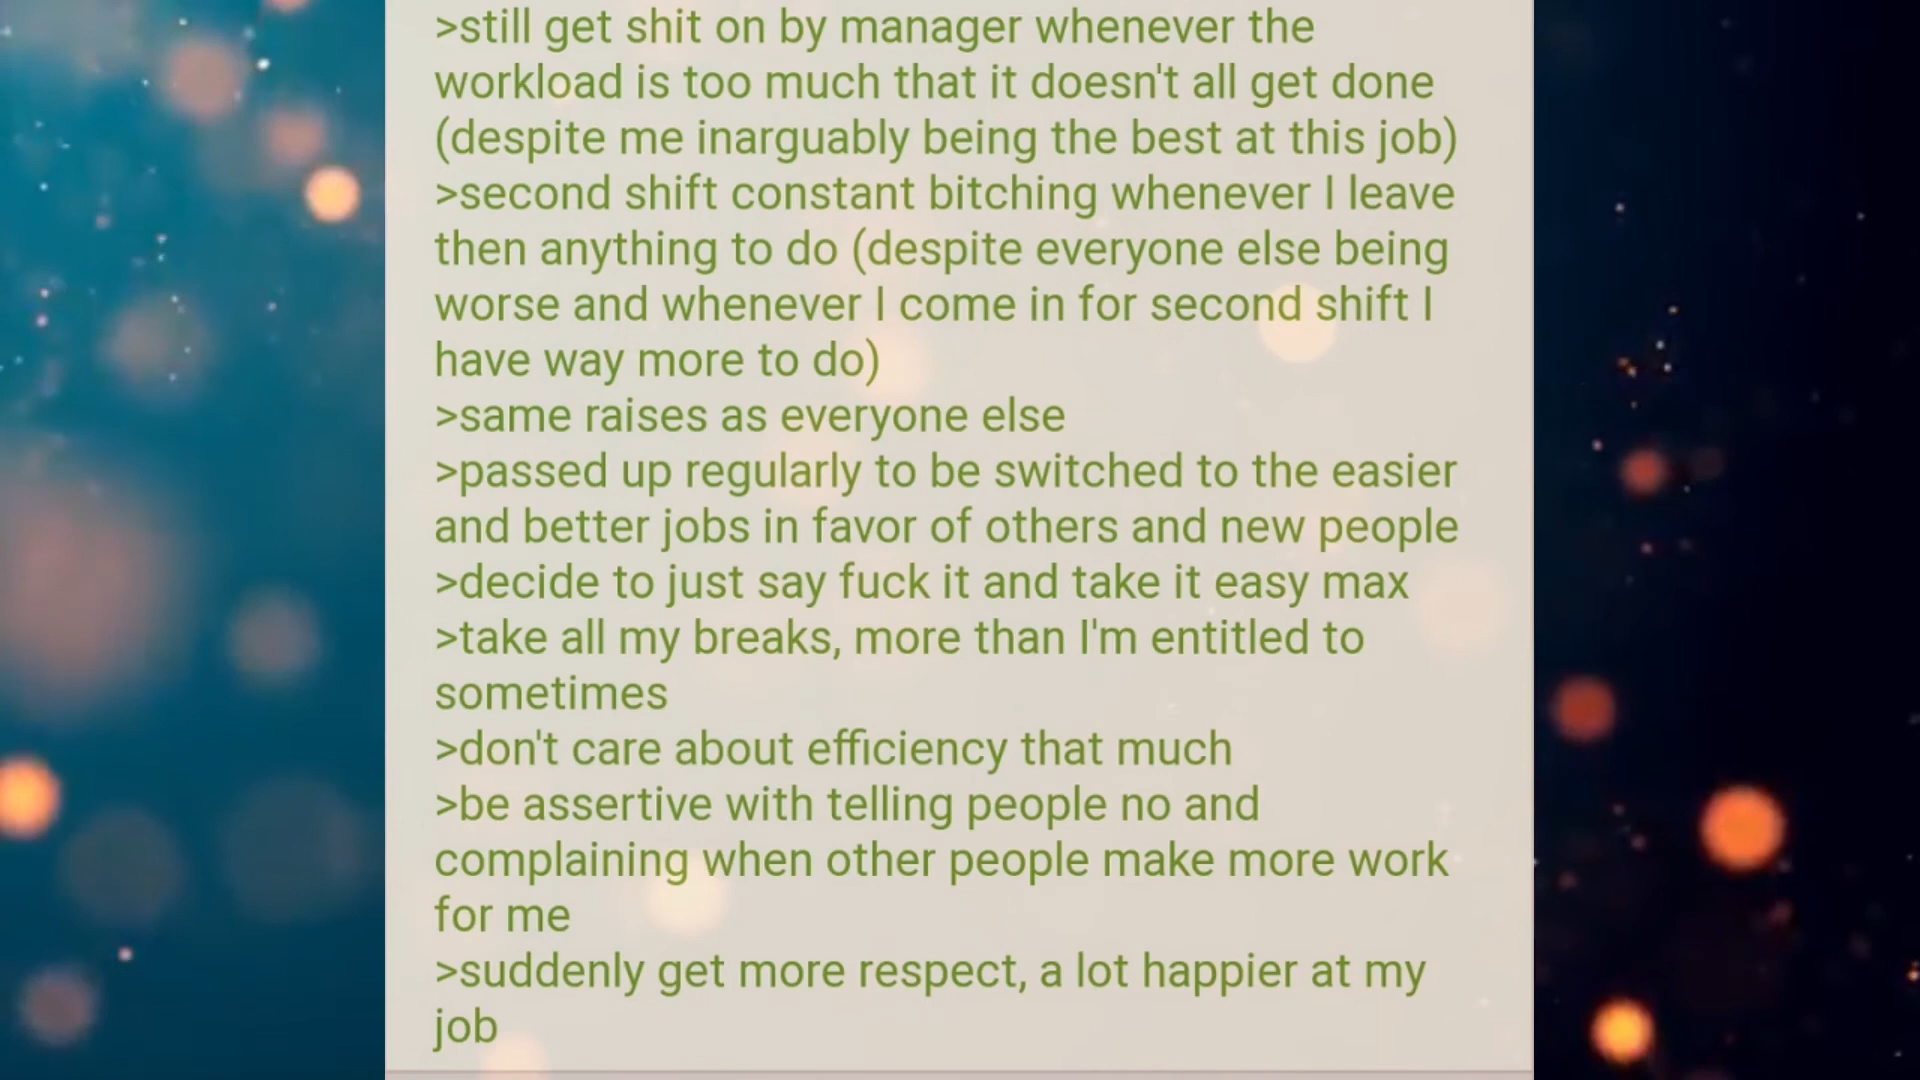 >still get shit on by manager whenever the
workload is too much that it doesn't all get done
(despite me inarguably being the best at this job)
>second shift constant bitching whenever I leave
then anything to do (despite everyone else being
worse and whenever I come in for second shift I
have way more to do)
>same raises as everyone else
>passed up regularly to be switched to the easier
and better jobs in favor of others and new people
>decide to just say fuck it and take it easy max
>take all my breaks, more than I'm entitled to
sometimes
>don't care about efficiency that much
>be assertive with telling people no and
complaining when other people make more work
for me
>suddenly get more respect, a lot happier at my
job